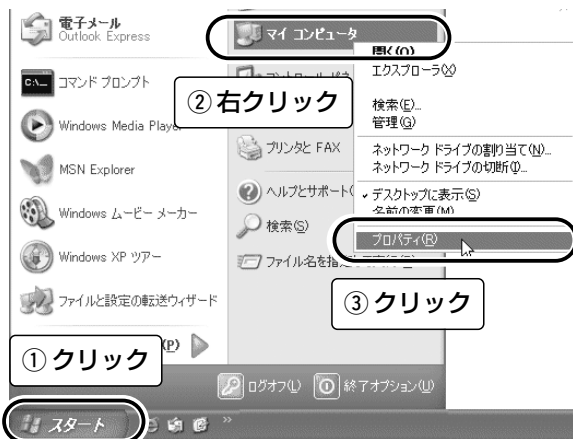 電子メール
Outlook Express
コマンド プロンプト
Windows Media Player
MSN Explorer
Windows ムービー メーカー
Windows XP ツアー
ファイルと設定の転送ウィザード
(P)
① クリック
マイ コンピュータ
② 右クリック
プリンタと FAX
ヘルプとサポート(
検索(S)
ファイル名を指定
開く(O)
エクスプローラ(X)
検索(E)...
管理(G)
ネットワーク ドライブの割り当て(N)...
ネットワーク ドライブの切断(I)...
デスクトップに表示(S)
名前の変更(M)
プロパティ(R)
③ クリック
ログオフ(L)
終了オプション(U)
スタート